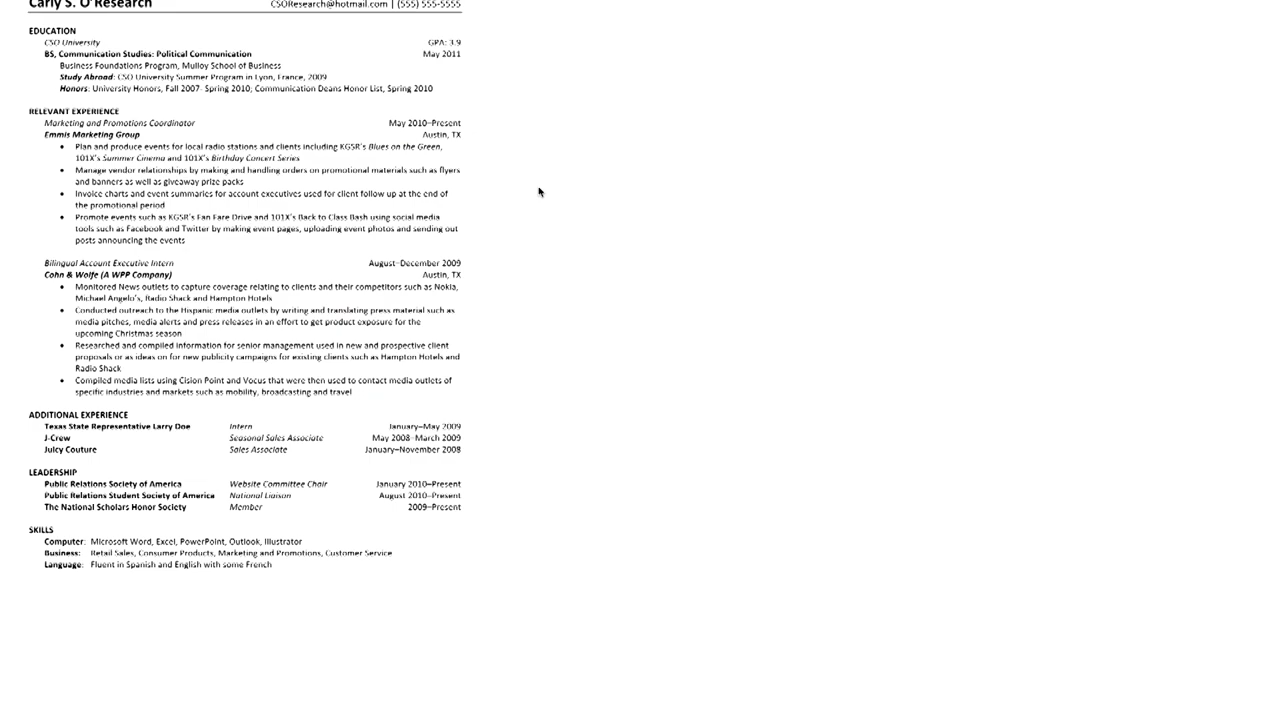 Carly S. O'Research CSOResearch@hotmail.com | (555) 555-5555
EDUCATION
CSO University GPA: 3.9
BS, Communication Studies: Political Communication May 2011
Business Foundations Program, Mulloy School of Business
Study Abroad: CSO University Summer Program in Lyon, France, 2009
Honors: University Honors, Fall 2007- Spring 2010; Communication Deans Honor List, Spring 2010
RELEVANT EXPERIENCE
Marketing and Promotions Coordinator May 2010–Present
Emmis Marketing Group Austin, TX
• Plan and produce events for local radio stations and clients including KGSR's Blues on the Green,
101X's Summer Cinema and 101X's Birthday Concert Series
• Manage vendor relationships by making and handling orders on promotional materials such as flyers
and banners as well as giveaway prize packs
• Invoice charts and event summaries for account executives used for client follow up at the end of
the promotional period
• Promote events such as KGSR's Fan Fare Drive and 101X's Back to Class Bash using social media
tools such as Facebook and Twitter by making event pages, uploading event photos and sending out
posts announcing the events
Bilingual Account Executive Intern August–December 2009
Cohn & Wolfe (A WPP Company) Austin, TX
• Monitored News outlets to capture coverage relating to clients and their competitors such as Nokia,
Michael Angelo's, Radio Shack and Hampton Hotels
• Conducted outreach to the Hispanic media outlets by writing and translating press material such as
media pitches, media alerts and press releases in an effort to get product exposure for the
upcoming Christmas season
• Researched and compiled information for senior management used in new and prospective client
proposals or as ideas on for new publicity campaigns for existing clients such as Hampton Hotels and
Radio Shack
• Compiled media lists using Cision Point and Vocus that were then used to contact media outlets of
specific industries and markets such as mobility, broadcasting and travel
ADDITIONAL EXPERIENCE
Texas State Representative Larry Doe Intern January–May 2009
J-Crew Seasonal Sales Associate May 2008-March 2009
Juicy Couture Sales Associate January–November 2008
LEADERSHIP
Public Relations Society of America Website Committee Chair January 2010–Present
Public Relations Student Society of America National Liaison August 2010–Present
The National Scholars Honor Society Member 2009–Present
SKILLS
Computer: Microsoft Word, Excel, PowerPoint, Outlook, Illustrator
Business: Retail Sales, Consumer Products, Marketing and Promotions, Customer Service
Language: Fluent in Spanish and English with some French